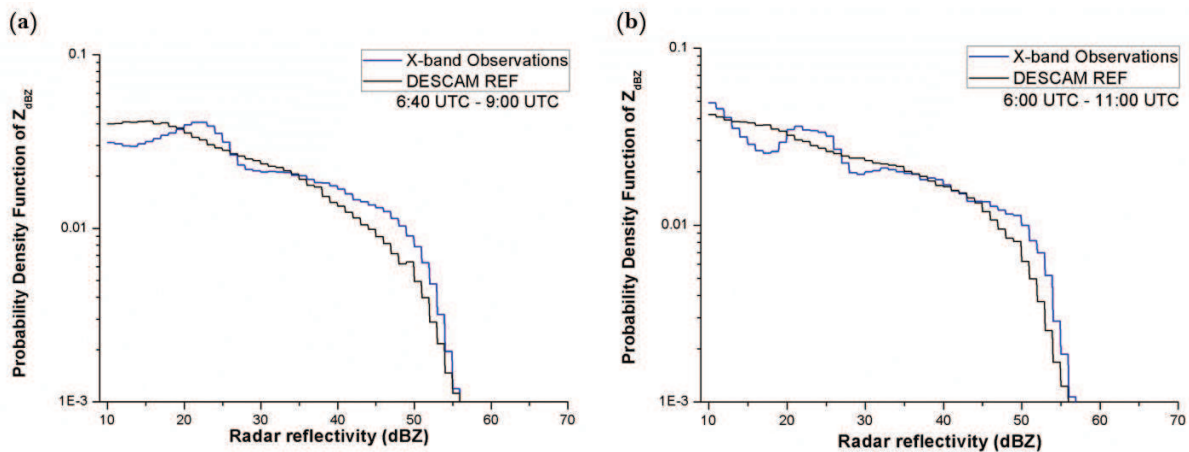 (a)
X-band Observations
DESCAM REF
6:40 UTC - 9:00 UTC
0.1
0.01
1E-3
Probability Density Function of Z_dBZ
10 20 30 40 50 60 70
Radar reflectivity (dBZ)
(b)
X-band Observations
DESCAM REF
6:00 UTC - 11:00 UTC
0.1
0.01
1E-3
Probability Density Function of Z_dBZ
10 20 30 40 50 60 70
Radar reflectivity (dBZ)